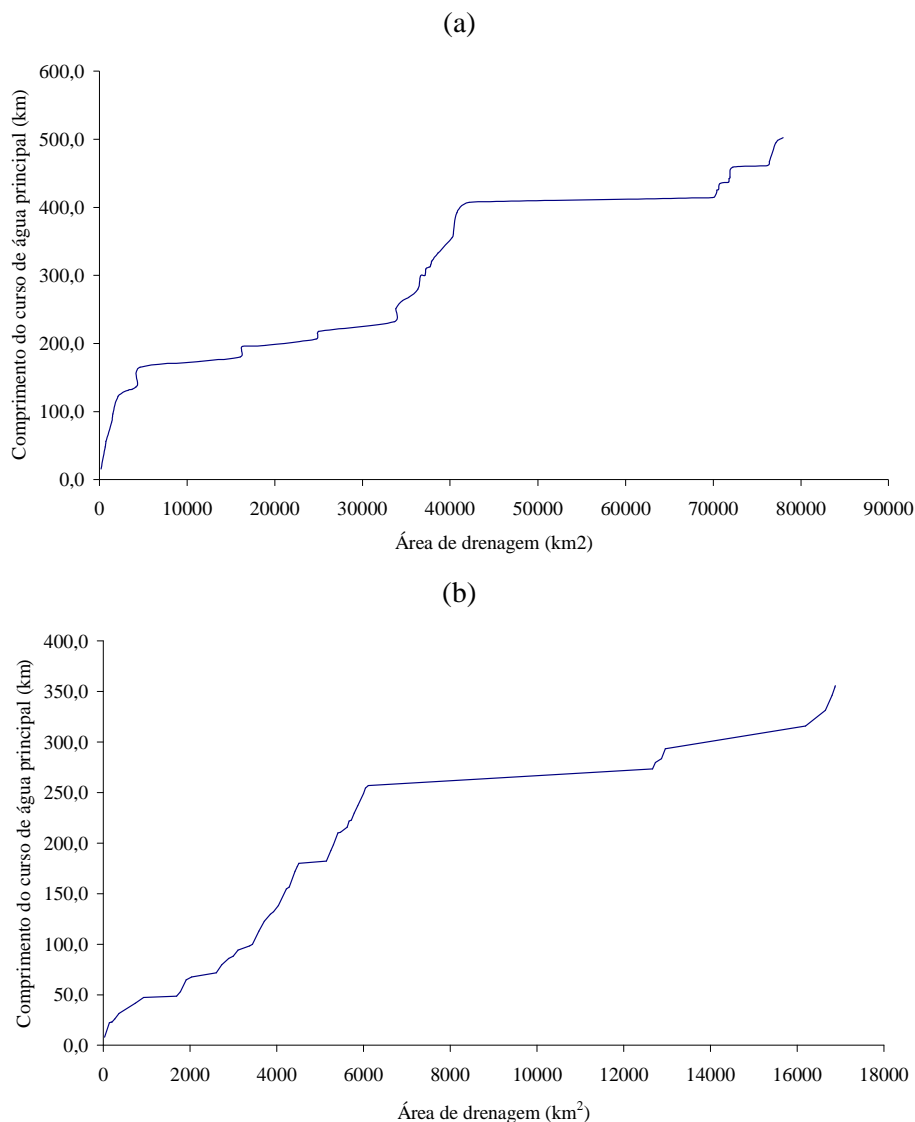 (a)
Comprimento do curso de água principal (km)
600,0
500,0
400,0
300,0
200,0
100,0
0,0
0 10000 20000 30000 40000 50000 60000 70000 80000 90000
Área de drenagem (km2)
(b)
Comprimento do curso de água principal (km)
400,0
350,0
300,0
250,0
200,0
150,0
100,0
50,0
0,0
0 2000 4000 6000 8000 10000 12000 14000 16000 18000
Área de drenagem (km²)